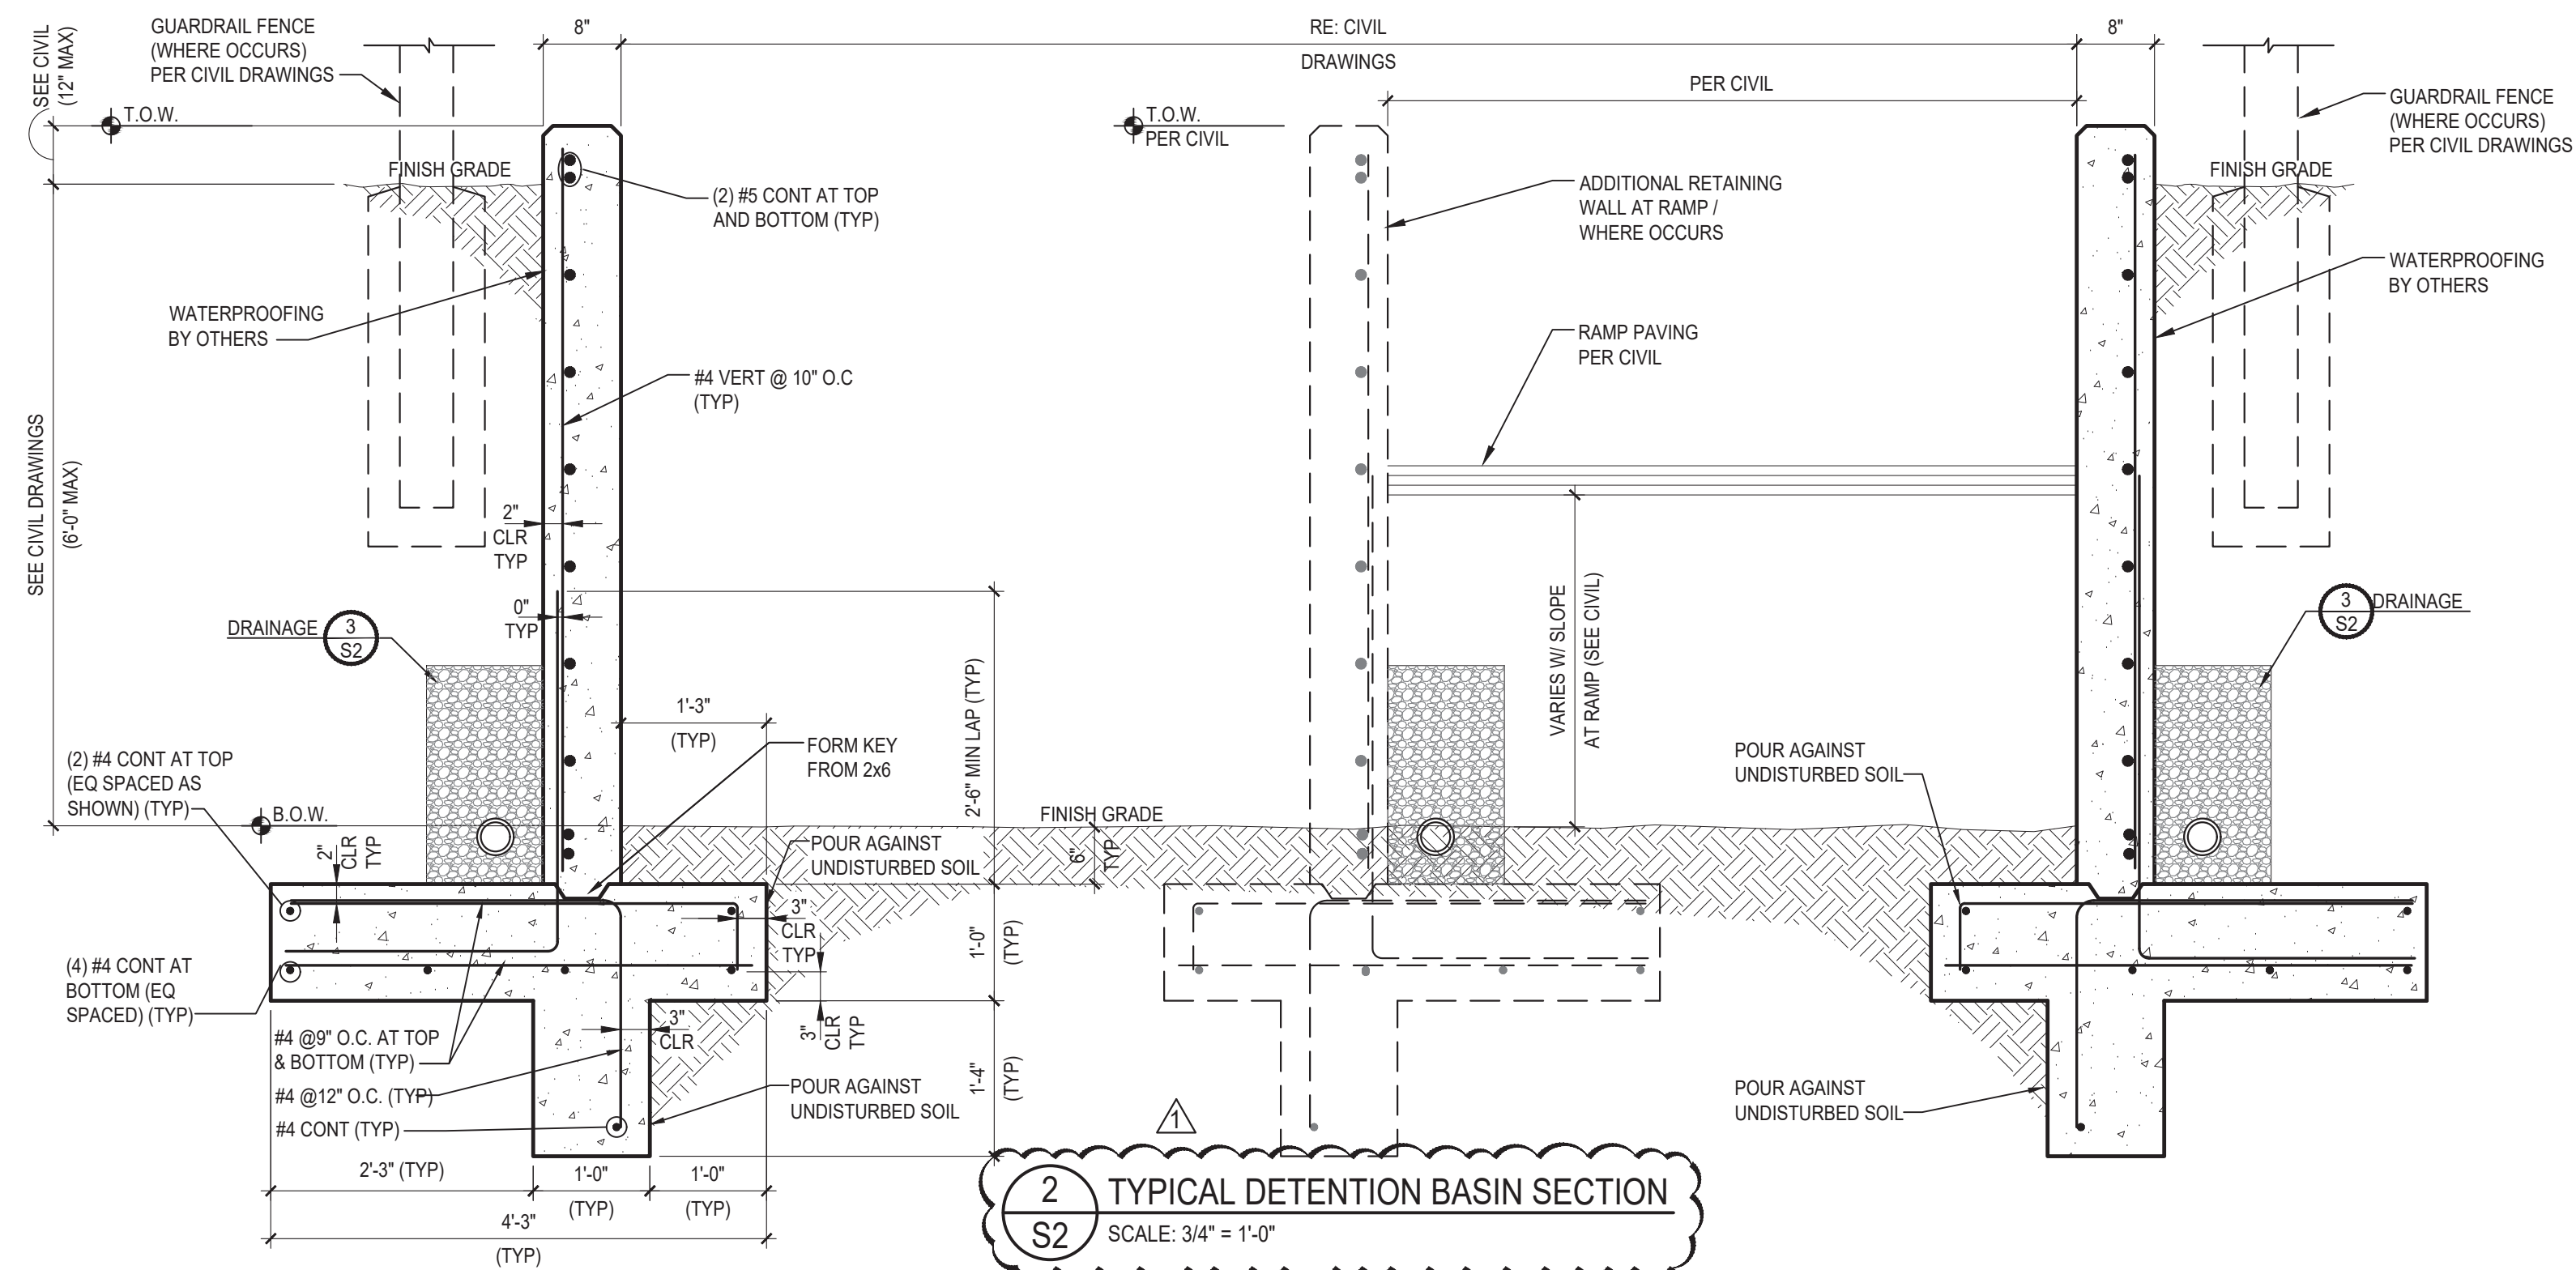 SEE CIVIL
(12" MAX)
GUARDRAIL FENCE
(WHERE OCCURS)
PER CIVIL DRAWINGS
8"
RE: CIVIL
DRAWINGS
8"
PER CIVIL
T.O.W.
T.O.W.
PER CIVIL
GUARDRAIL FENCE
(WHERE OCCURS)
PER CIVIL DRAWINGS
FINISH GRADE
FINISH GRADE
(2) #5 CONT AT TOP
AND BOTTOM (TYP)
ADDITIONAL RETAINING
WALL AT RAMP /
WHERE OCCURS
WATERPROOFING
BY OTHERS
WATERPROOFING
BY OTHERS
RAMP PAVING
PER CIVIL
#4 VERT @ 10" O.C
(TYP)
SEE CIVIL DRAWINGS
(6'-0" MAX)
2"
CLR
TYP
0"
TYP
DRAINAGE
3
S2
3
S2
DRAINAGE
VARIES W/ SLOPE
AT RAMP (SEE CIVIL)
2'-6" MIN LAP (TYP)
1'-3"
(TYP)
FORM KEY
FROM 2x6
(2) #4 CONT AT TOP
(EQ SPACED AS
SHOWN) (TYP)
POUR AGAINST
UNDISTURBED SOIL
B.O.W.
FINISH GRADE
2"
CLR
TYP
POUR AGAINST
UNDISTURBED SOIL
6"
TYP
3"
CLR
TYP
1'-0"
(TYP)
(4) #4 CONT AT
BOTTOM (EQ
SPACED) (TYP)
3"
CLR
TYP
3"
CLR
#4 @9" O.C. AT TOP
& BOTTOM (TYP)
#4 @12" O.C. (TYP)
#4 CONT (TYP)
1'-4"
(TYP)
POUR AGAINST
UNDISTURBED SOIL
POUR AGAINST
UNDISTURBED SOIL
1
2'-3" (TYP)
1'-0"
(TYP)
1'-0"
(TYP)
4'-3"
(TYP)
2
S2
TYPICAL DETENTION BASIN SECTION
SCALE: 3/4" = 1'-0"